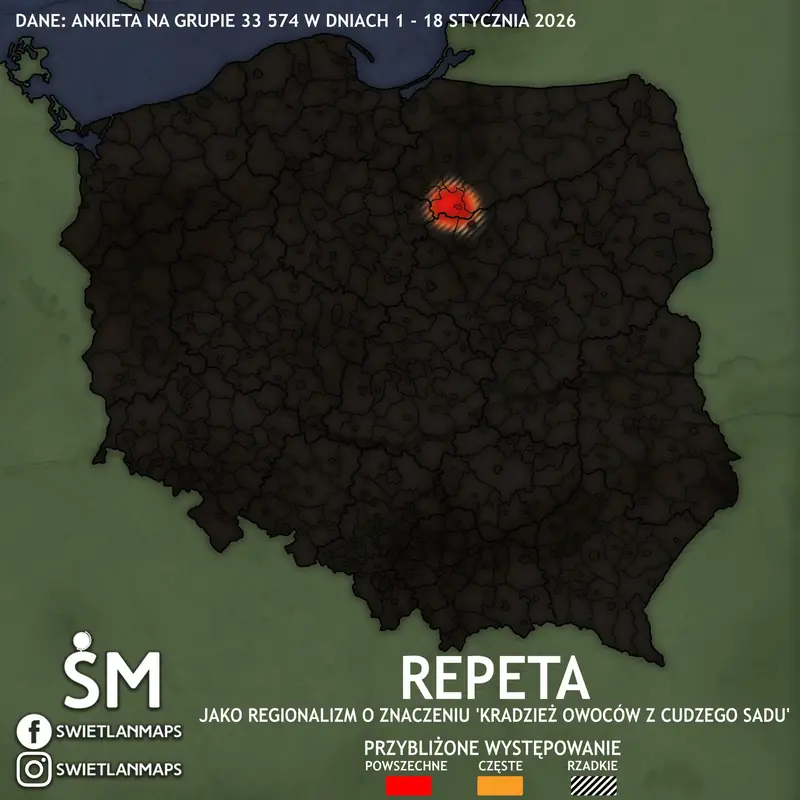 DANE: ANKIETA NA GRUPIE 33 574 W DNIACH 1 - 18 STYCZNIA 2026
ŚM
SWIETLANMAPS
SWIETLANMAPS
REPETA
JAKO REGIONALIZM O ZNACZENIU 'KRADZIEŻ OWOCÓW Z CUDZEGO SADU'
PRZYBLIŻONE WYSTĘPOWANIE
POWSZECHNE CZĘSTE RZADKIE